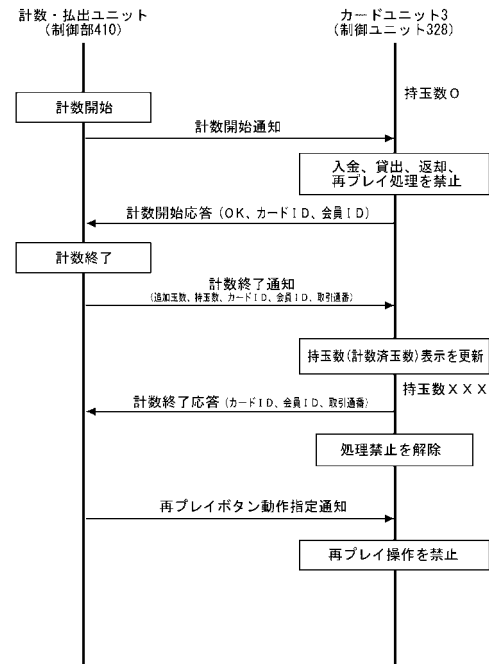 計数・払出ユニット
(制御部410)
カードユニット3
(制御ユニット328)
持玉数0
計数開始
計数開始通知
入金、貸出、返却、
再プレイ処理を禁止
計数開始応答(OK、カードID、会員ID)
計数終了
計数終了通知
(追加玉数、持玉数、カードID、会員ID、取引通番)
持玉数(計数済玉数)表示を更新
持玉数XXX
計数終了応答(カードID、会員ID、取引通番)
処理禁止を解除
再プレイボタン動作指定通知
再プレイ操作を禁止